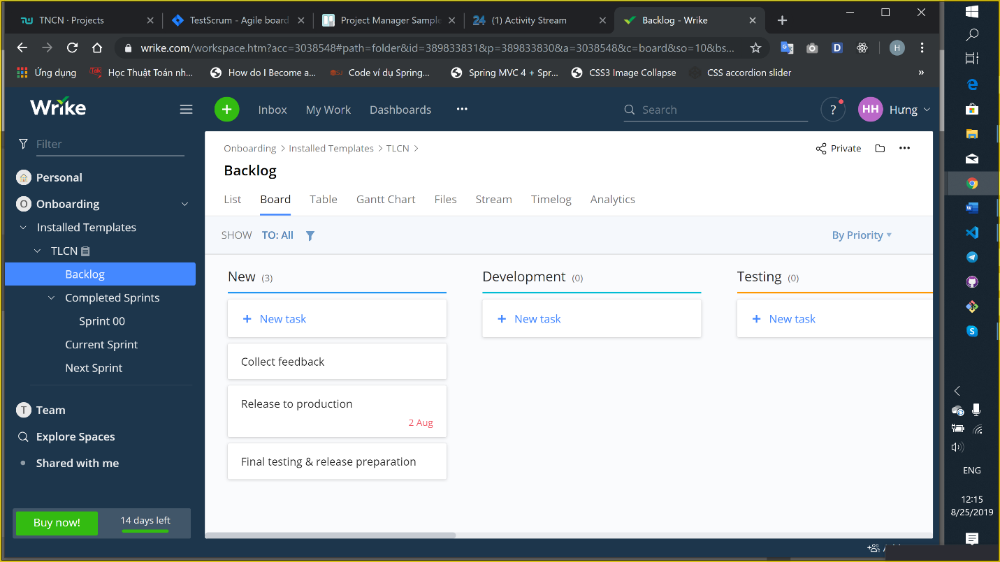 TNCN · Projects
TestScrum - Agile board
Project Manager Sample
24 (1) Activity Stream
Backlog - Wrike
wrike.com/workspace.htm?acc=3038548#path=folder&id=389833831&p=389833830&a=3038548&c=board&so=10&bs...
D
H
Ứng dụng
Học Thuật Toán nh...
How do I Become a...
Code ví dụ Spring...
Spring MVC 4 + Spr...
CSS3 Image Collapse
CSS accordion slider
»
Wrike
Inbox
My Work
Dashboards
Search
?
HH
Hưng
Filter
Personal
O Onboarding
Installed Templates
TLCN
Backlog
Completed Sprints
Sprint 00
Current Sprint
Next Sprint
T Team
Explore Spaces
Shared with me
Buy now!
14 days left
Onboarding > Installed Templates > TLCN >
Private
Backlog
List Board Table Gantt Chart Files Stream Timelog Analytics
SHOW TO: All
By Priority
New (3)
+ New task
Collect feedback
Release to production
2 Aug
Final testing & release preparation
Development (0)
+ New task
Testing (0)
+ New task
ENG
12:15
8/25/2019